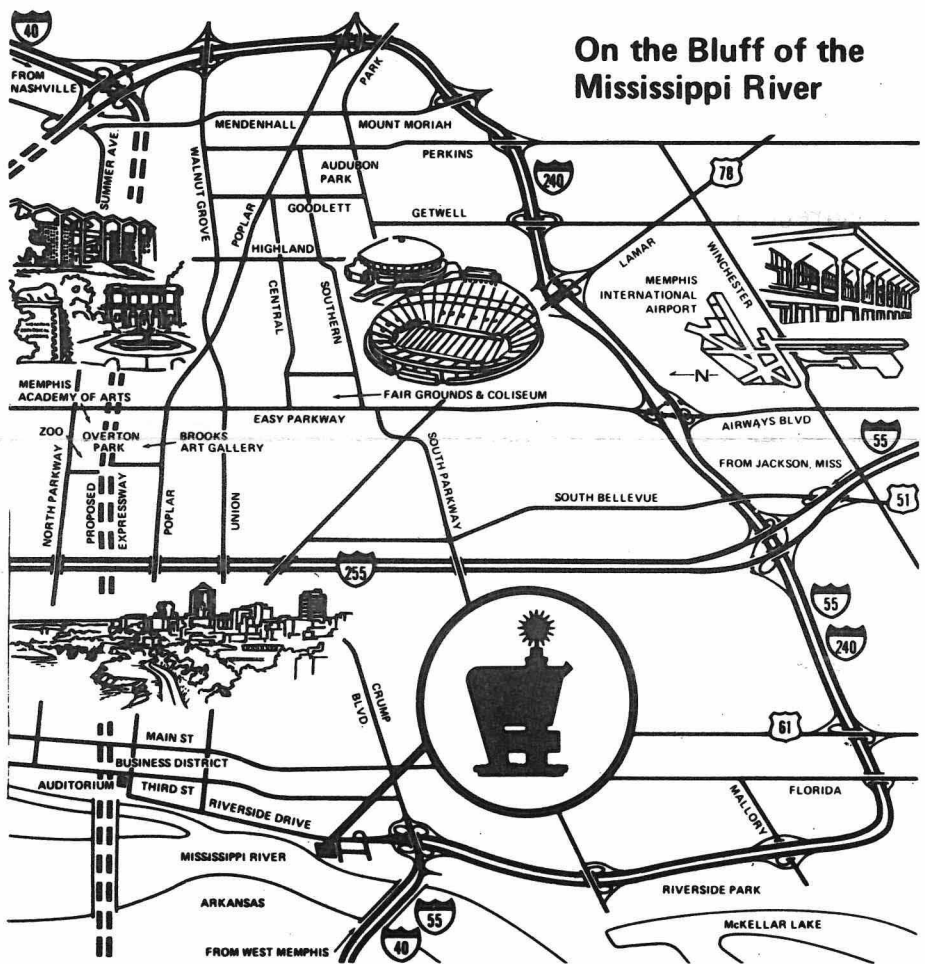 40
FROM
NASHVILLE
On the Bluff of the
Mississippi River
PARK
SUMMER AVE.
MENDENHALL
MOUNT MORIAH
WALNUT GROVE
PERKINS
AUDUBON
PARK
240
78
POPLAR
GOODLETT
GETWELL
HIGHLAND
LAMAR
WINCHESTER
CENTRAL
SOUTHERN
MEMPHIS
INTERNATIONAL
AIRPORT
N
MEMPHIS
ACADEMY OF ARTS
FAIR GROUNDS & COLISEUM
EASY PARKWAY
AIRWAYS BLVD
ZOO
OVERTON
PARK
BROOKS
ART GALLERY
55
FROM JACKSON, MISS
NORTH PARKWAY
PROPOSED
EXPRESSWAY
POPLAR
UNION
SOUTH PARKWAY
SOUTH BELLEVUE
51
255
55
240
CRUMP
BLVD.
61
MAIN ST
BUSINESS DISTRICT
AUDITORIUM
THIRD ST
FLORIDA
RIVERSIDE DRIVE
MALLORY
MISSISSIPPI RIVER
RIVERSIDE PARK
ARKANSAS
55
McKELLAR LAKE
40
FROM WEST MEMPHIS